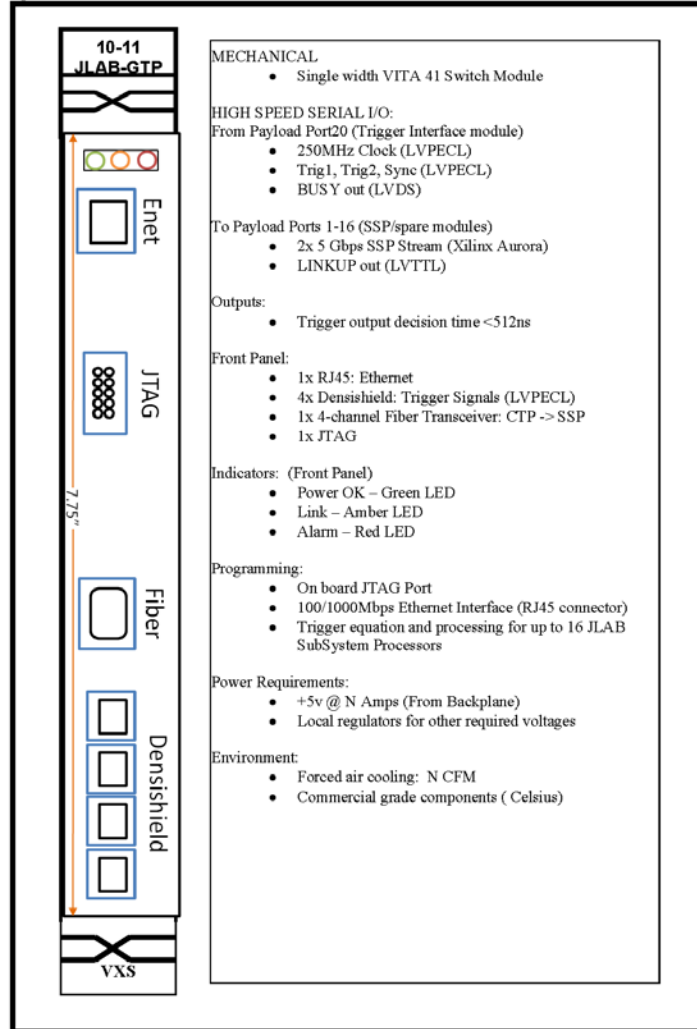 10-11
JLAB-GTP
Enet
JTAG
7.75”
Fiber
Densishield
VXS
MECHANICAL
• Single width VITA 41 Switch Module
HIGH SPEED SERIAL I/O:
From Payload Port20 (Trigger Interface module)
• 250MHz Clock (LVPECL)
• Trig1, Trig2, Sync (LVPECL)
• BUSY out (LVDS)
To Payload Ports 1-16 (SSP/spare modules)
• 2x 5 Gbps SSP Stream (Xilinx Aurora)
• LINKUP out (LVTTL)
Outputs:
• Trigger output decision time <512ns
Front Panel:
• 1x RJ45: Ethernet
• 4x Densishield: Trigger Signals (LVPECL)
• 1x 4-channel Fiber Transceiver: CTP -> SSP
• 1x JTAG
Indicators: (Front Panel)
• Power OK – Green LED
• Link – Amber LED
• Alarm – Red LED
Programming:
• On board JTAG Port
• 100/1000Mbps Ethernet Interface (RJ45 connector)
• Trigger equation and processing for up to 16 JLAB
SubSystem Processors
Power Requirements:
• +5v @ N Amps (From Backplane)
• Local regulators for other required voltages
Environment:
• Forced air cooling: N CFM
• Commercial grade components ( Celsius)